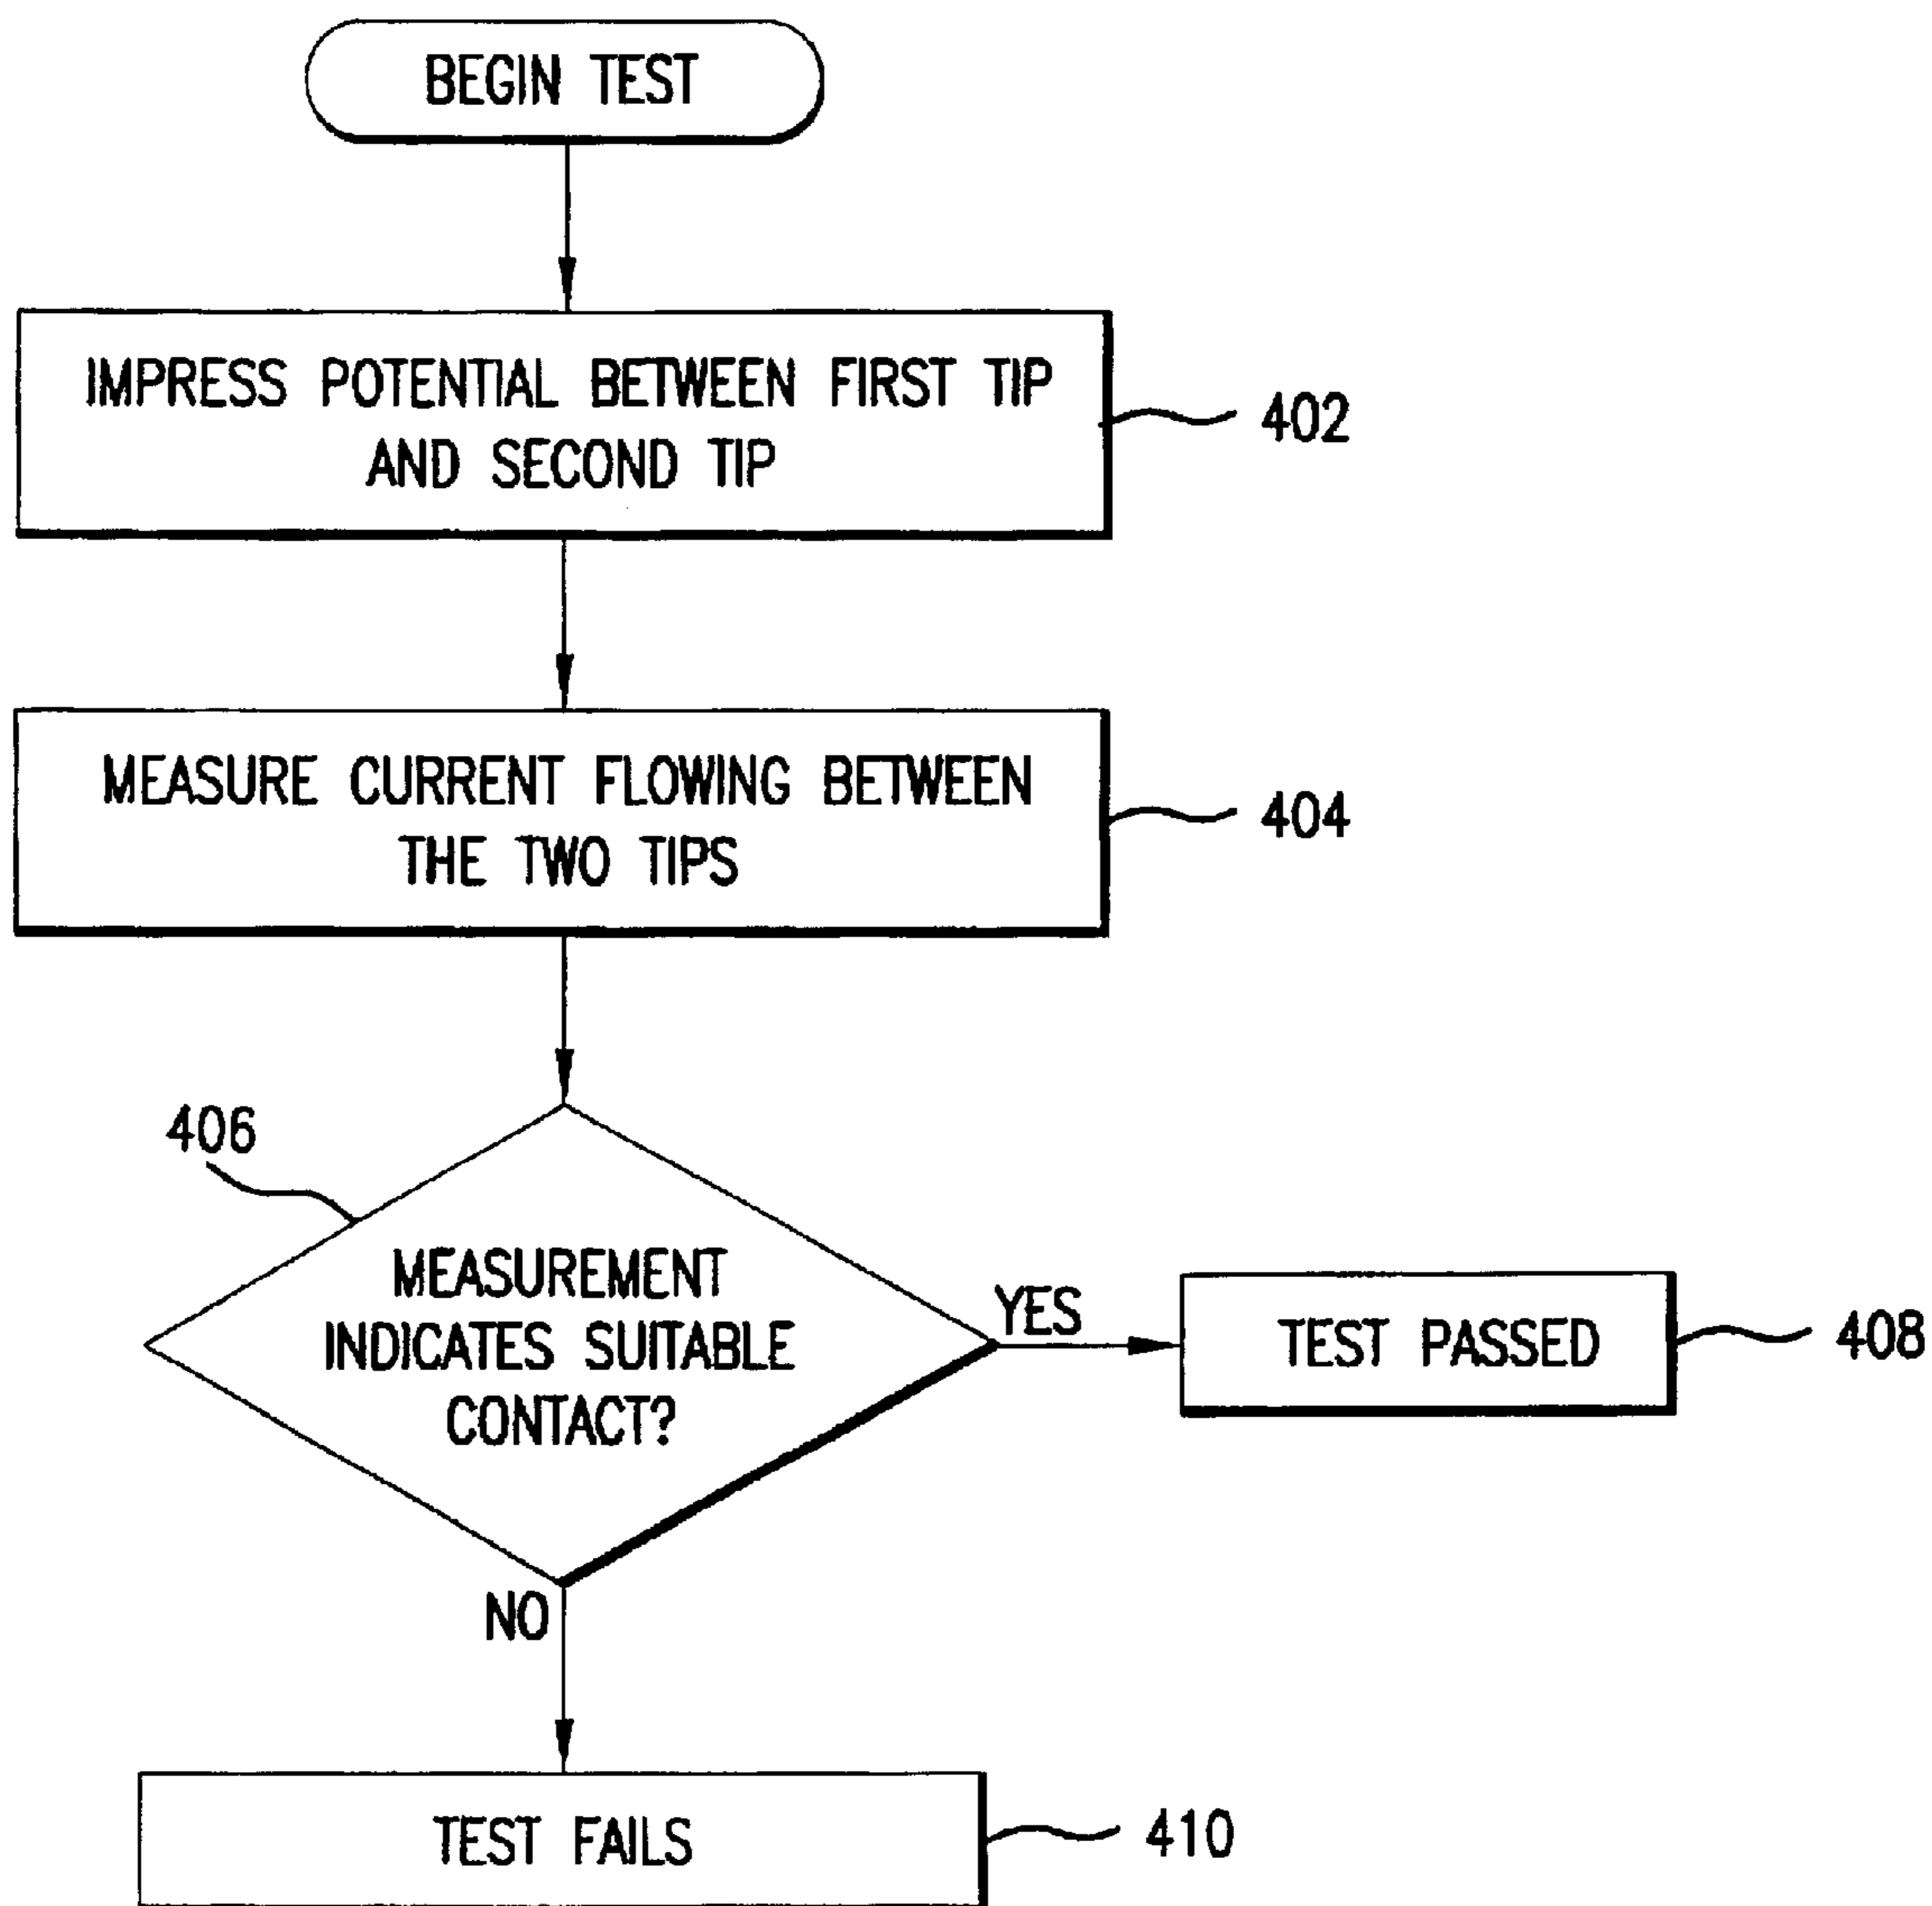 BEGIN TEST
IMPRESS POTENTIAL BETWEEN FIRST TIP
AND SECOND TIP
402
MEASURE CURRENT FLOWING BETWEEN
THE TWO TIPS
404
406
MEASUREMENT
INDICATES SUITABLE
CONTACT?
YES
TEST PASSED
408
NO
TEST FAILS
410